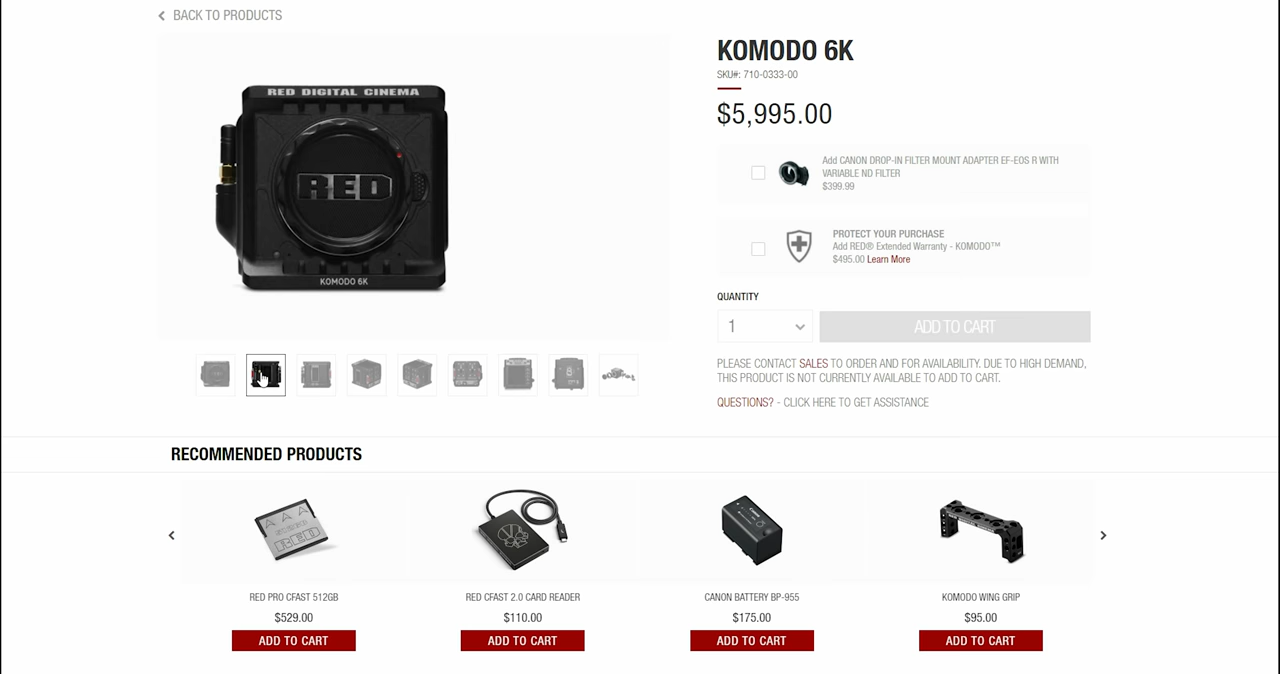 BACK TO PRODUCTS
RED DIGITAL CINEMA
RED
KOMODO 6K
KOMODO 6K
SKU#: 710-0333-00
$5,995.00
Add CANON DROP-IN FILTER MOUNT ADAPTER EF-EOS R WITH
VARIABLE ND FILTER
$399.99
PROTECT YOUR PURCHASE
Add RED® Extended Warranty - KOMODO™
$495.00 Learn More
QUANTITY
1
ADD TO CART
PLEASE CONTACT SALES TO ORDER AND FOR AVAILABILITY. DUE TO HIGH DEMAND,
THIS PRODUCT IS NOT CURRENTLY AVAILABLE TO ADD TO CART.
QUESTIONS? - CLICK HERE TO GET ASSISTANCE
RECOMMENDED PRODUCTS
RED
Canon
RED PRO CFAST 512GB
RED CFAST 2.0 CARD READER
CANON BATTERY BP-955
KOMODO WING GRIP
$529.00
$110.00
$175.00
$95.00
ADD TO CART
ADD TO CART
ADD TO CART
ADD TO CART